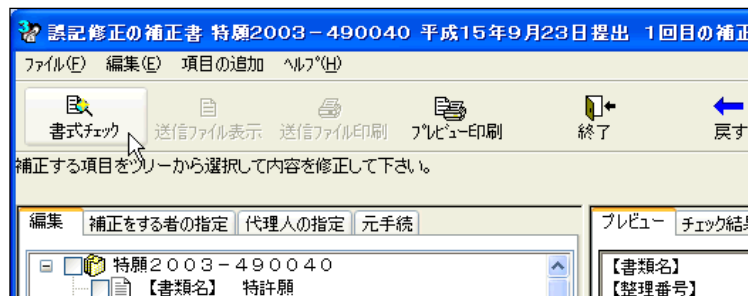 誤記修正の補正書 特願2003－490040 平成15年9月23日提出 1回目の補正
ファイル(F) 編集(E) 項目の追加 ヘルプ(H)
書式チェック 送信ファイル表示 送信ファイル印刷 プレビュー印刷 終了 戻す
補正する項目をツリーから選択して内容を修正して下さい。
編集 補正をする者の指定 代理人の指定 元手続 プレビュー チェック結果
特願２００３－４９００４０ 【書類名】
【書類名】 特許願 【整理番号】